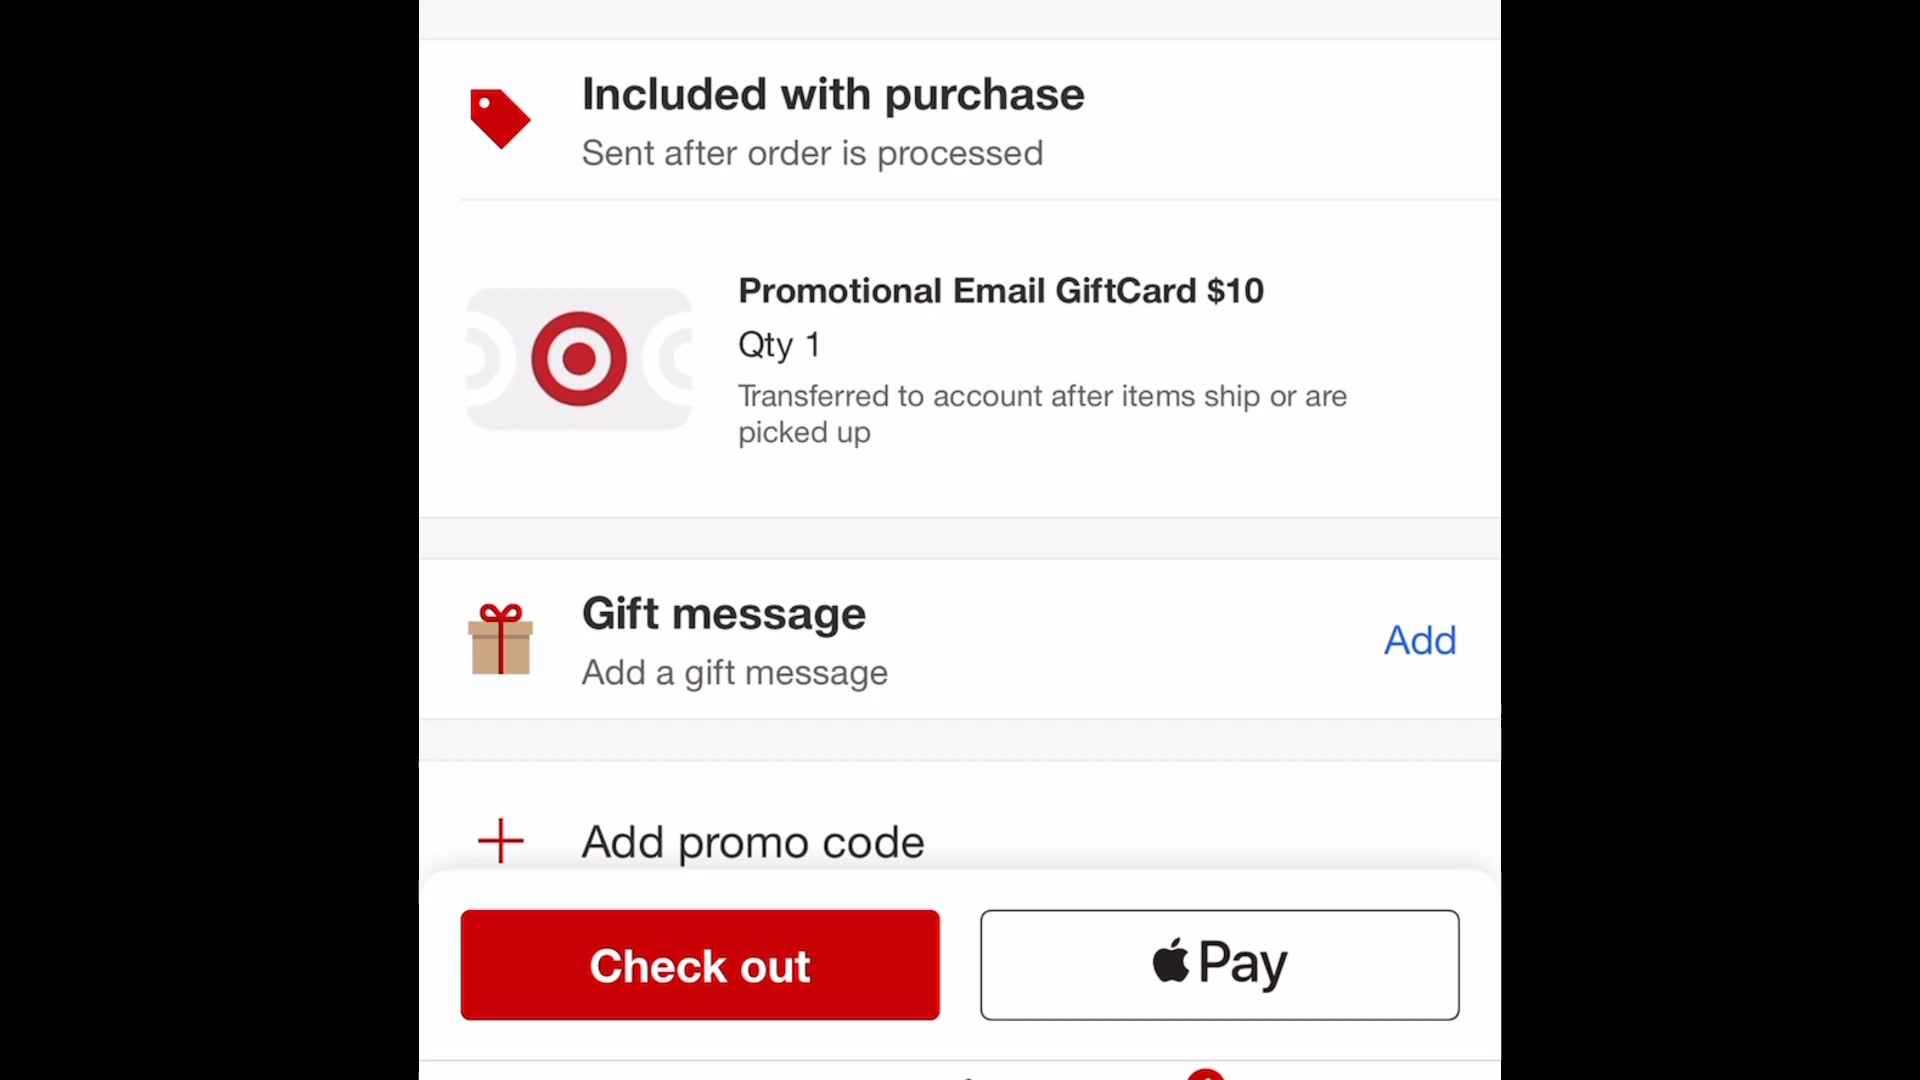 Included with purchase
Sent after order is processed
Promotional Email GiftCard $10
Qty 1
Transferred to account after items ship or are
picked up
Gift message
Add a gift message
Add
Add promo code
Check out
Pay